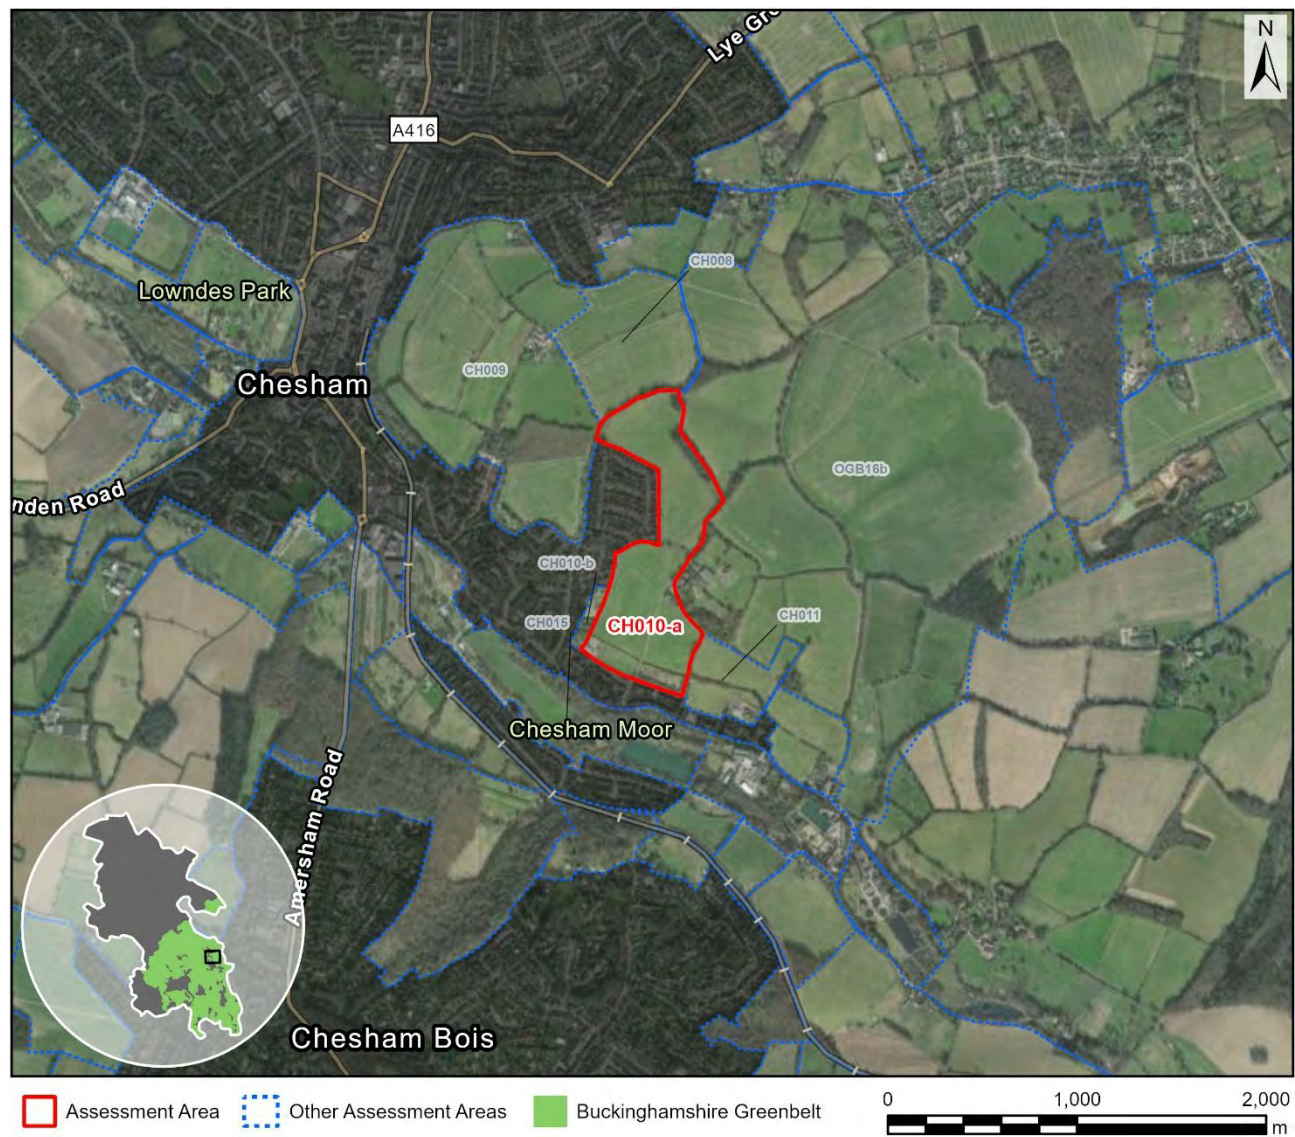 Lye Gre
N
A416
CH008
Lowndes Park
CH009
Chesham
OGB16b
nden Road
CH010-b
CH015
CH010-a
CH011
Chesham Moor
Amersham Road
Chesham Bois
Assessment Area
Other Assessment Areas
Buckinghamshire Greenbelt
0
1,000
2,000
m